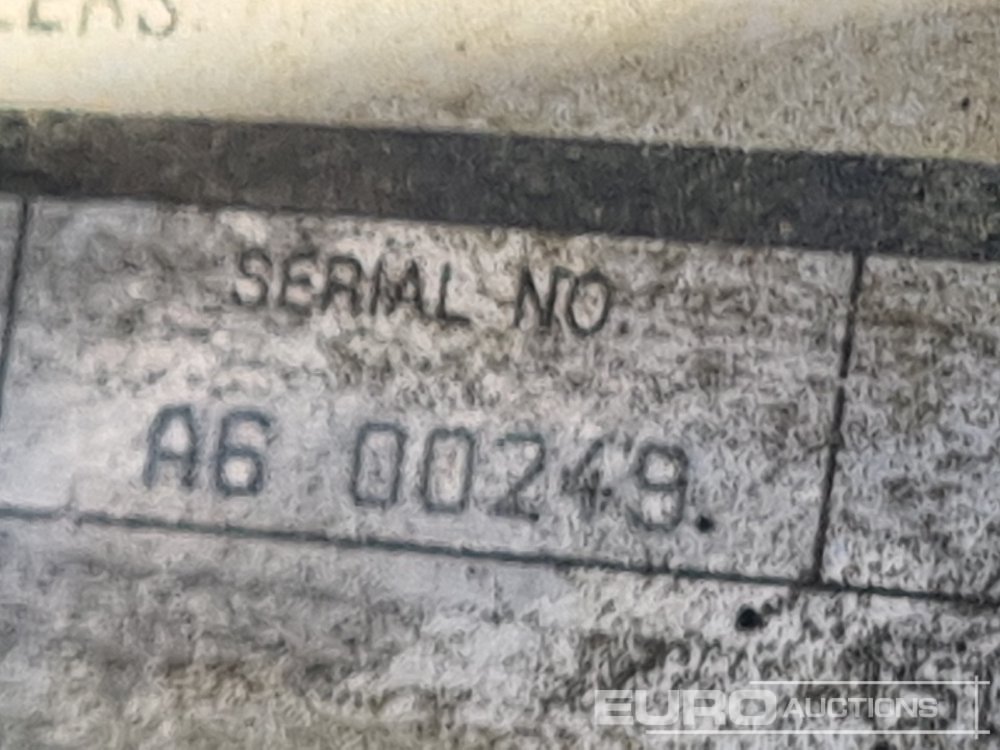 SERIAL NO.
A6 00249.
EURO AUCTIONS